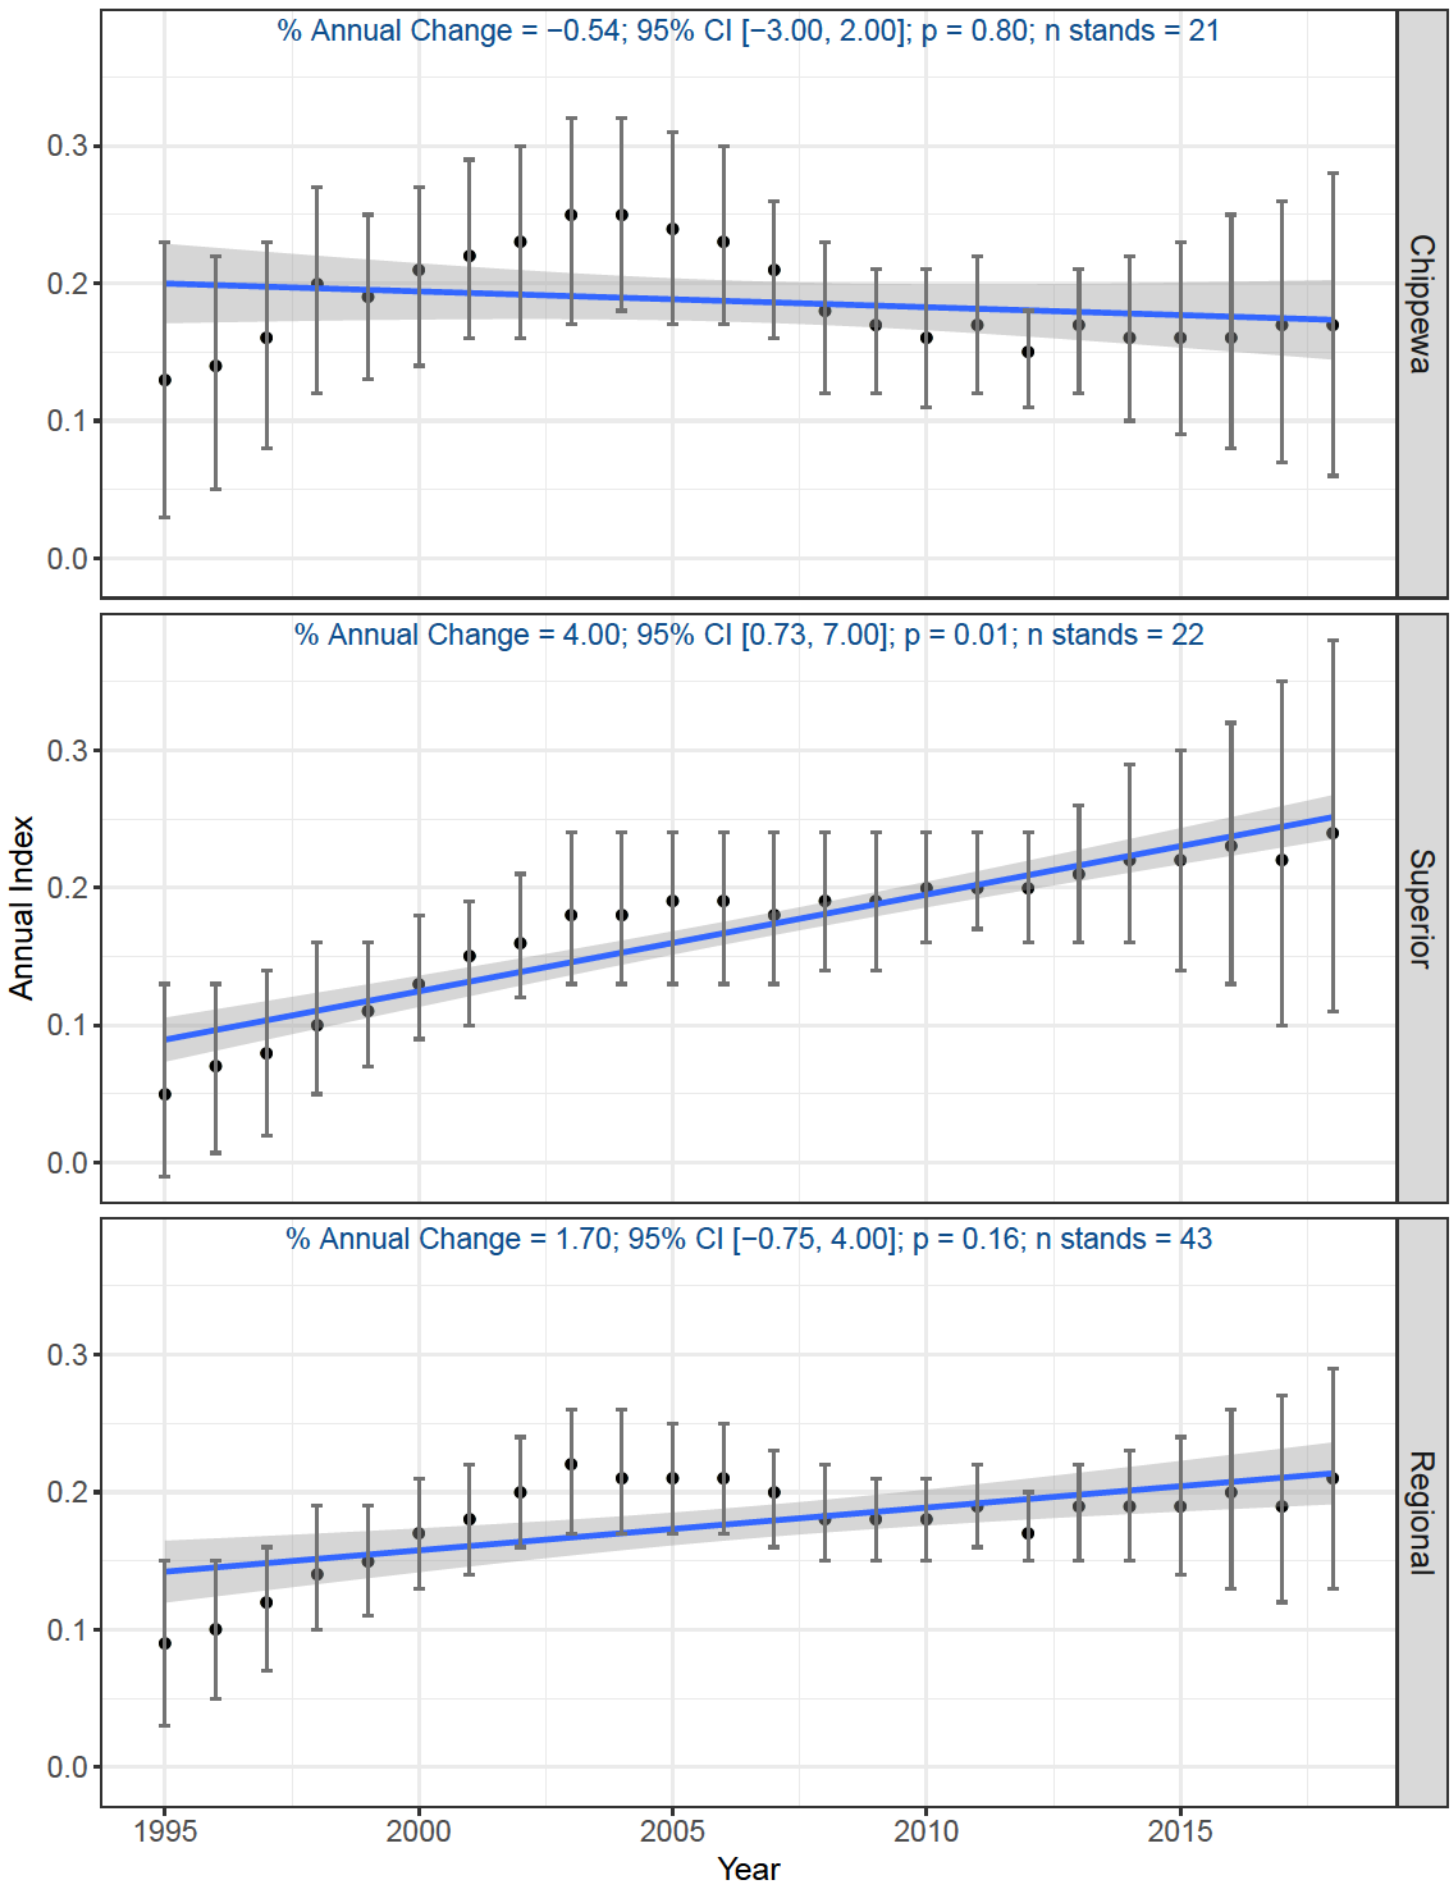 % Annual Change = −0.54; 95% CI [−3.00, 2.00]; p = 0.80; n stands = 21
0.3
0.2
0.1
0.0
Chippewa
% Annual Change = 4.00; 95% CI [0.73, 7.00]; p = 0.01; n stands = 22
0.3
0.2
0.1
0.0
Superior
Annual Index
% Annual Change = 1.70; 95% CI [−0.75, 4.00]; p = 0.16; n stands = 43
0.3
0.2
0.1
0.0
Regional
1995 2000 2005 2010 2015
Year